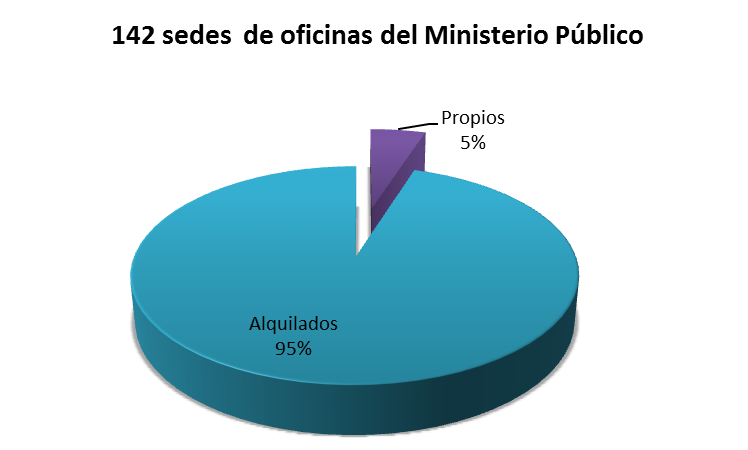 142 sedes  de oficinas del Ministerio Público
Propios
5%
Alquilados
95%